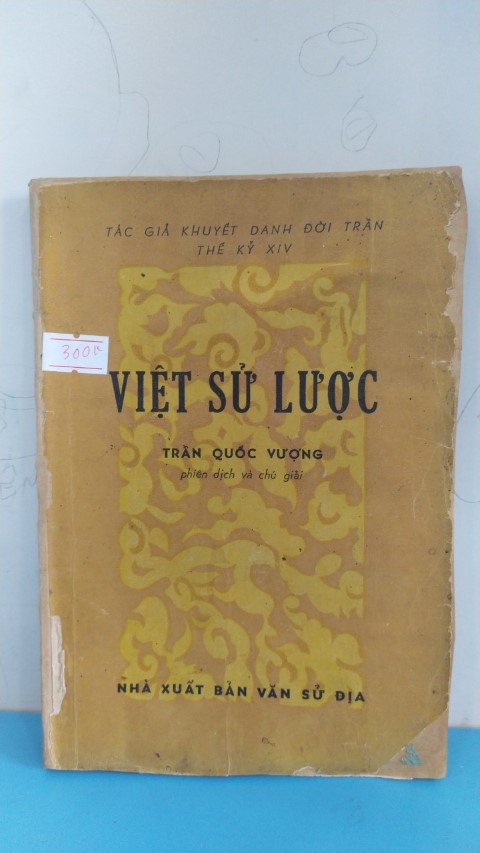 TÁC GIẢ KHUYẾT DANH ĐỜI TRẦN
THẾ KỶ XIV
300K
VIỆT SỬ LƯỢC
TRẦN QUỐC VƯỢNG
phiên dịch và chú giải
NHÀ XUẤT BẢN VĂN SỬ ĐỊA